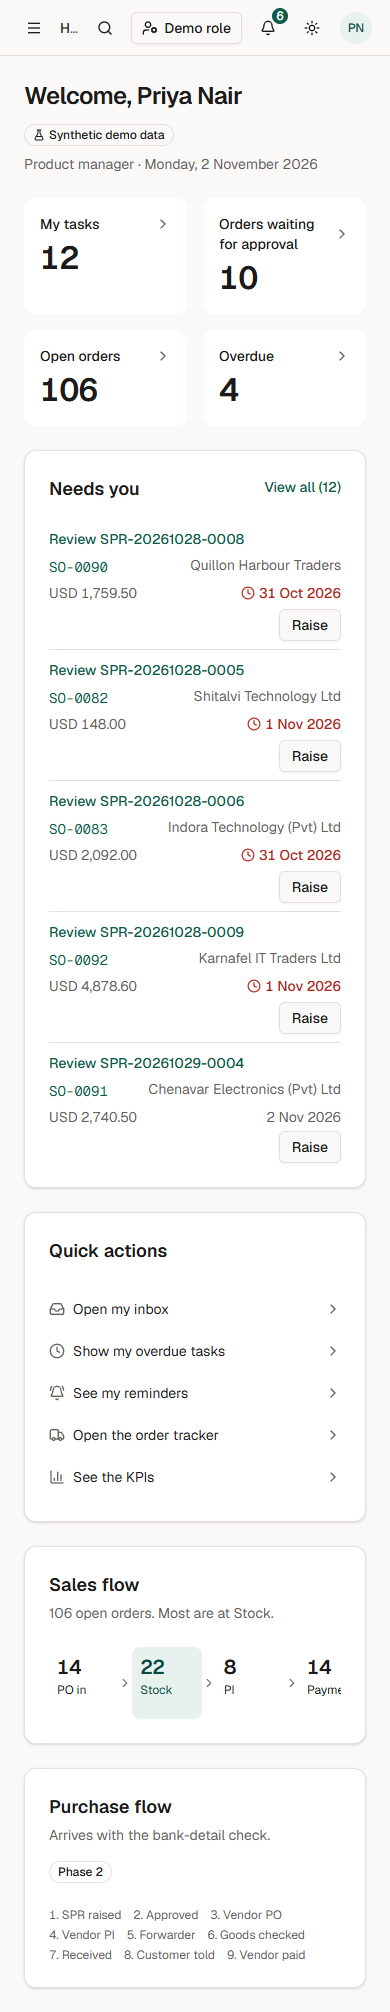 H...
Demo role
6
PN
Welcome, Priya Nair
Synthetic demo data
Product manager · Monday, 2 November 2026
My tasks
12
Orders waiting
for approval
10
Open orders
106
Overdue
4
Needs you
View all (12)
Review SPR-20261028-0008
SO-0090 Quillon Harbour Traders
USD 1,759.50 31 Oct 2026
Raise
Review SPR-20261028-0005
SO-0082 Shitalvi Technology Ltd
USD 148.00 1 Nov 2026
Raise
Review SPR-20261028-0006
SO-0083 Indora Technology (Pvt) Ltd
USD 2,092.00 31 Oct 2026
Raise
Review SPR-20261028-0009
SO-0092 Karnafel IT Traders Ltd
USD 4,878.60 1 Nov 2026
Raise
Review SPR-20261029-0004
SO-0091 Chenavar Electronics (Pvt) Ltd
USD 2,740.50 2 Nov 2026
Raise
Quick actions
Open my inbox
Show my overdue tasks
See my reminders
Open the order tracker
See the KPIs
Sales flow
106 open orders. Most are at Stock.
14 22 8 14
PO in Stock PI Payme
Purchase flow
Arrives with the bank-detail check.
Phase 2
1. SPR raised 2. Approved 3. Vendor PO
4. Vendor PI 5. Forwarder 6. Goods checked
7. Received 8. Customer told 9. Vendor paid